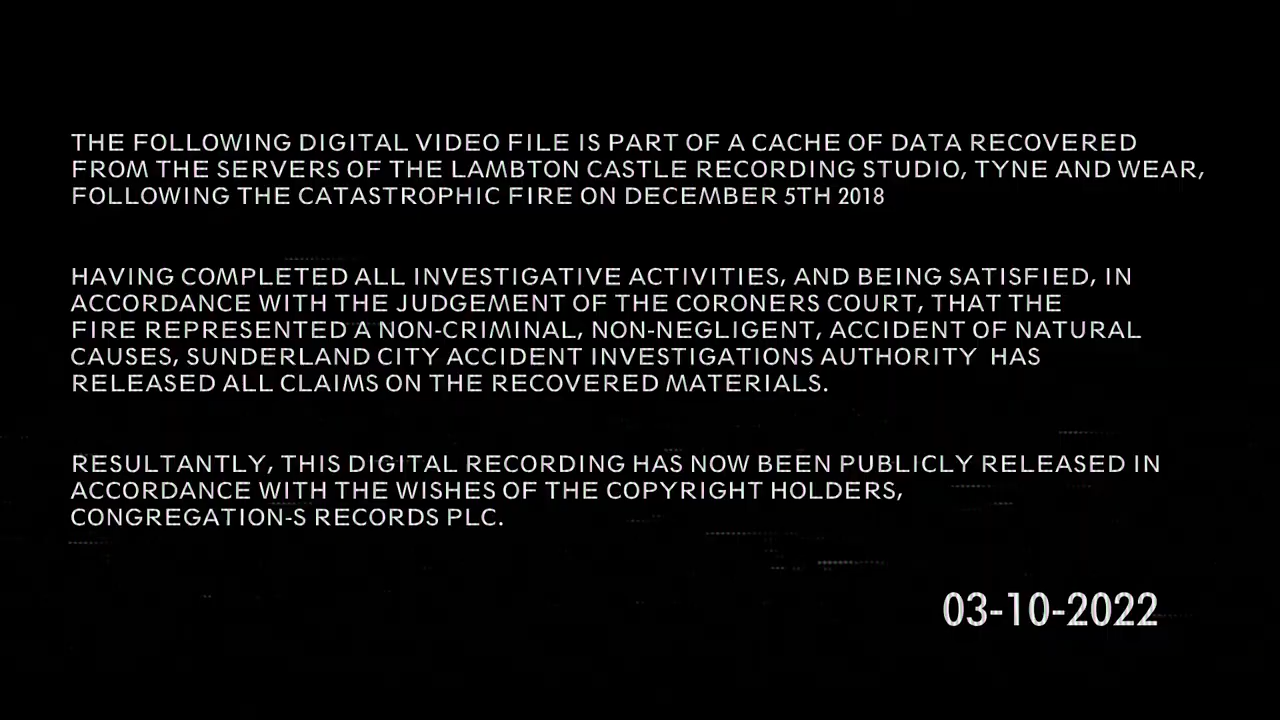 THE FOLLOWING DIGITAL VIDEO FILE IS PART OF A CACHE OF DATA RECOVERED
FROM THE SERVERS OF THE LAMBTON CASTLE RECORDING STUDIO, TYNE AND WEAR,
FOLLOWING THE CATASTROPHIC FIRE ON DECEMBER 5TH 2018
HAVING COMPLETED ALL INVESTIGATIVE ACTIVITIES, AND BEING SATISFIED, IN
ACCORDANCE WITH THE JUDGEMENT OF THE CORONERS COURT, THAT THE
FIRE REPRESENTED A NON-CRIMINAL, NON-NEGLIGENT, ACCIDENT OF NATURAL
CAUSES, SUNDERLAND CITY ACCIDENT INVESTIGATIONS AUTHORITY HAS
RELEASED ALL CLAIMS ON THE RECOVERED MATERIALS.
RESULTANTLY, THIS DIGITAL RECORDING HAS NOW BEEN PUBLICLY RELEASED IN
ACCORDANCE WITH THE WISHES OF THE COPYRIGHT HOLDERS,
CONGREGATION-S RECORDS PLC.
03-10-2022